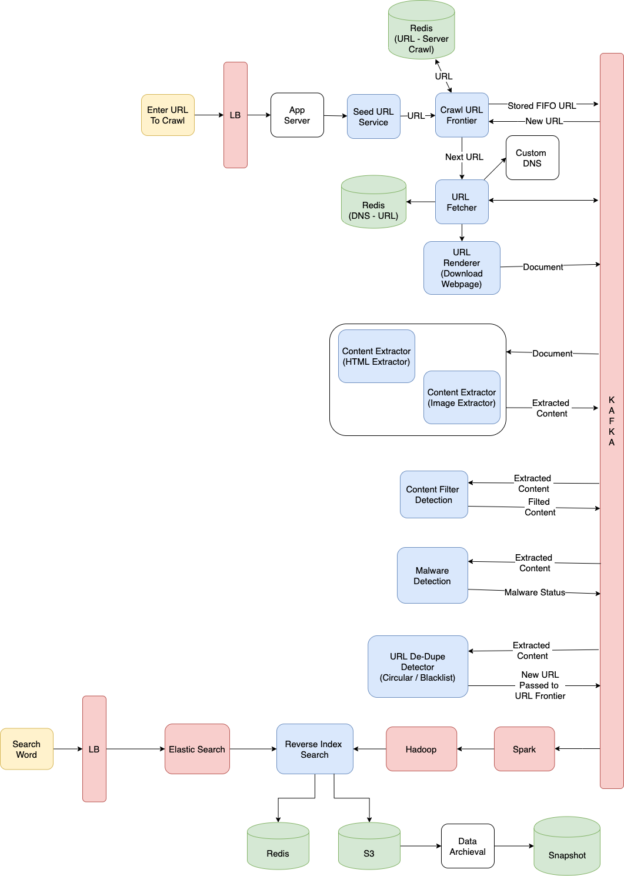 Redis
(URL - Server
Crawl)
URL
Enter URL
To Crawl
LB
App
Server
Seed URL
Service
URL
Crawl URL
Frontier
Stored FIFO URL
New URL
Next URL
Custom
DNS
Redis
(DNS - URL)
URL
Fetcher
URL
Renderer
(Download
Webpage)
Document
Content Extractor
(HTML Extractor)
Document
Content Extractor
(Image Extractor)
Extracted
Content
K
A
F
K
A
Content Filter
Detection
Extracted
Content
Filted
Content
Malware
Detection
Extracted
Content
Malware Status
URL De-Dupe
Detector
(Circular / Blacklist)
Extracted
Content
New URL
Passed to
URL Frontier
Search
Word
LB
Elastic Search
Reverse Index
Search
Hadoop
Spark
Redis
S3
Data
Archieval
Snapshot